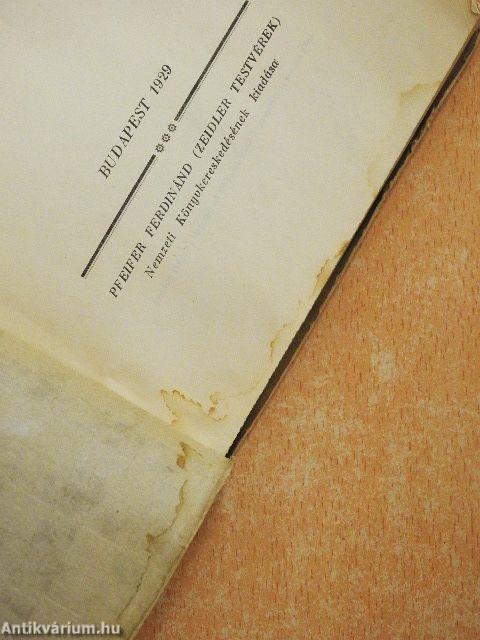 BUDAPEST 1929
PFEIFER FERDINÁND (ZEIDLER TESTVÉREK)
Nemzeti Könyvkereskedésének kiadása
Antikvárium.hu